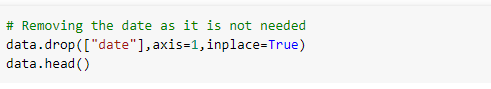 # Removing the date as it is not needed
data.drop(["date"],axis=1,inplace=True)
data.head()